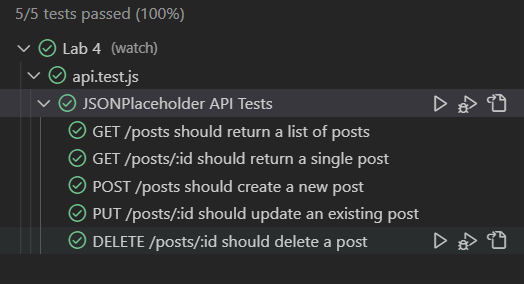 5/5 tests passed (100%)
Lab 4 (watch)
api.test.js
JSONPlaceholder API Tests
GET /posts should return a list of posts
GET /posts/:id should return a single post
POST /posts should create a new post
PUT /posts/:id should update an existing post
DELETE /posts/:id should delete a post